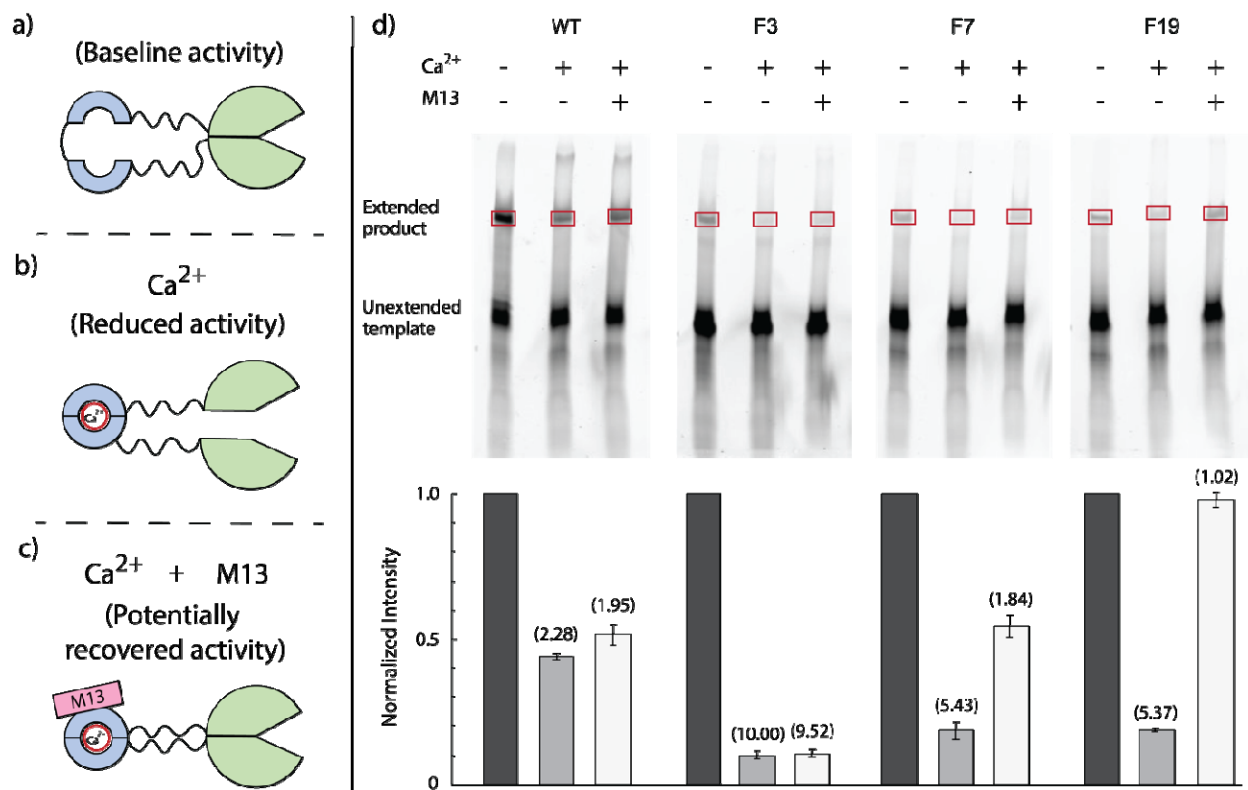 a)
(Baseline activity)
b)
Ca²⁺
(Reduced activity)
Ca²⁺
c)
Ca²⁺ + M13
(Potentially
recovered activity)
M13
Ca²⁺
d)
WT F3 F7 F19
Ca²⁺ - + + - + + - + + - + +
M13 - - + - - + - - + - - +
Extended
product
Unextended
template
Normalized Intensity
1.0
0.5
0
(2.28) (1.95)
(10.00) (9.52)
(5.43) (1.84)
(5.37) (1.02)